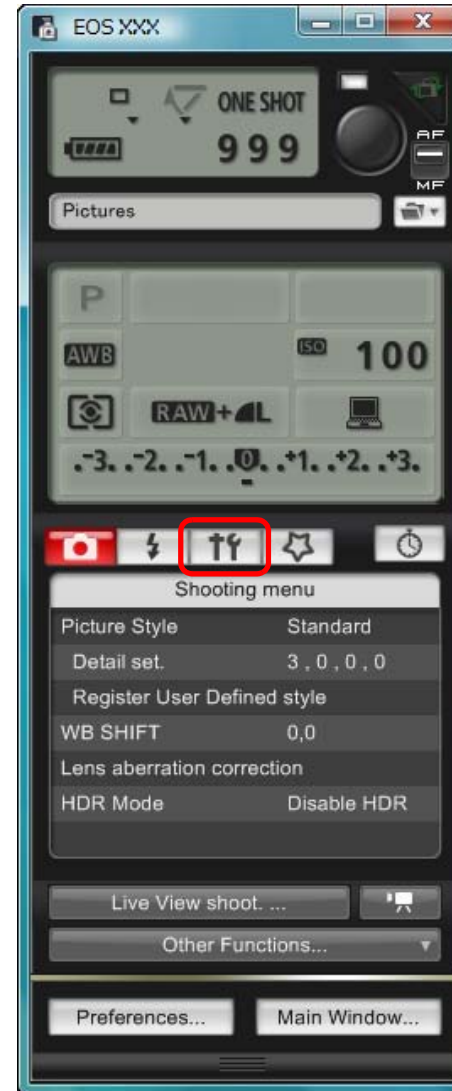 EOS XXX
ONE SHOT
999
AF
MF
Pictures
P
AWB
ISO 100
RAW+L
.-3. .-2. .-1. .0. .+1. .+2. .+3.
Shooting menu
Picture Style Standard
Detail set. 3 , 0 , 0 , 0
Register User Defined style
WB SHIFT 0,0
Lens aberration correction
HDR Mode Disable HDR
Live View shoot. ...
Other Functions...
Preferences... Main Window...